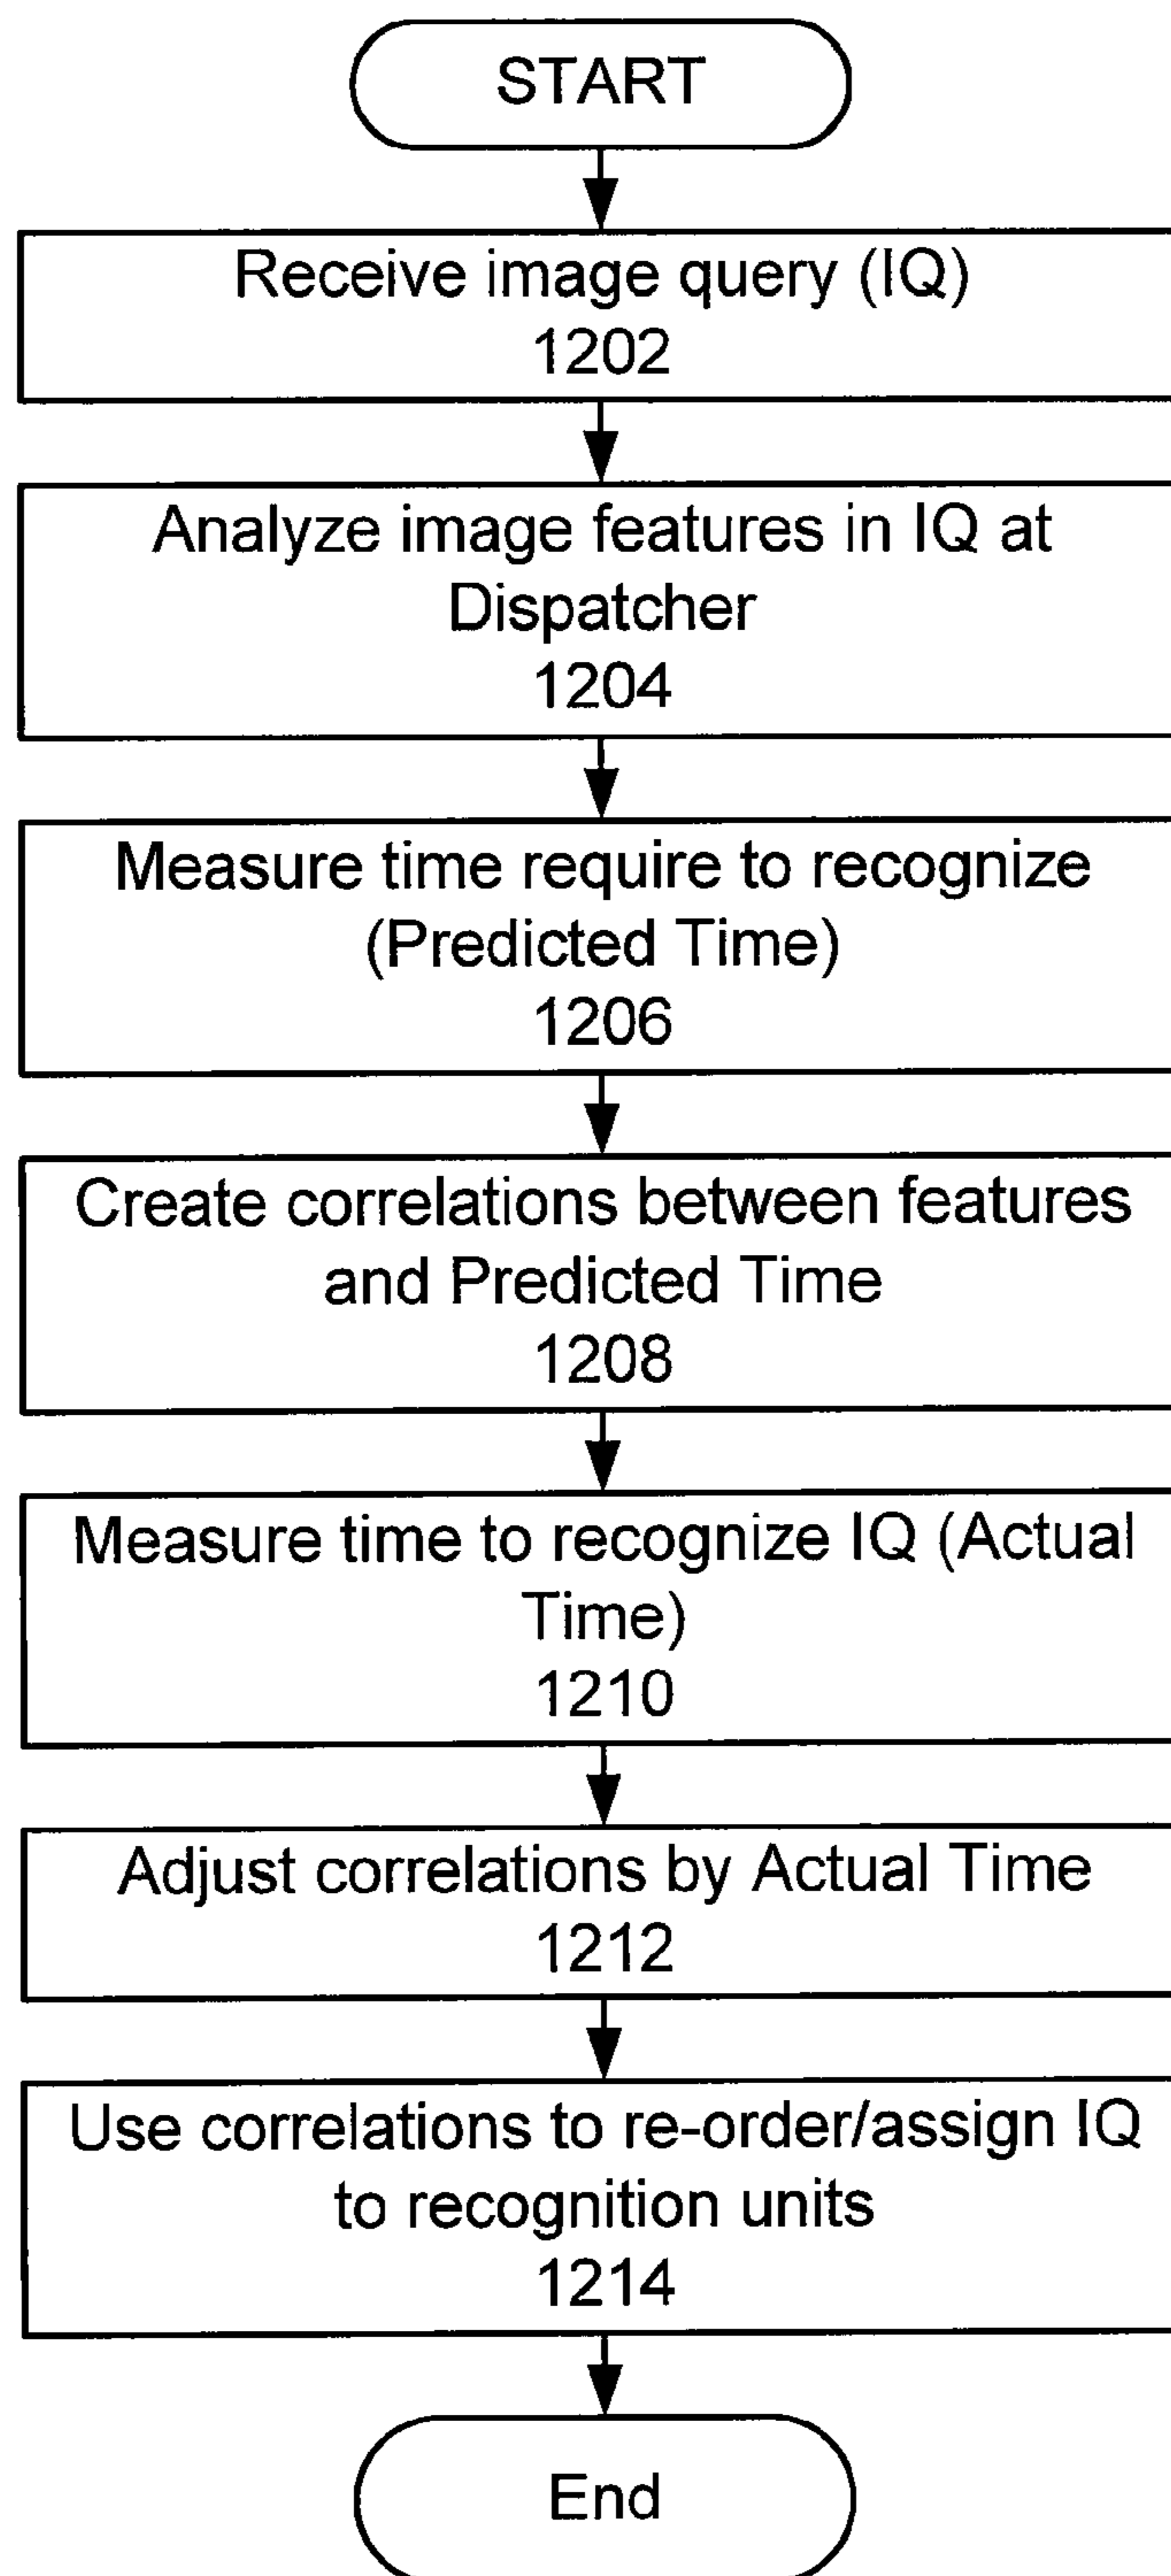 START
Receive image query (IQ)
1202
Analyze image features in IQ at
Dispatcher
1204
Measure time require to recognize
(Predicted Time)
1206
Create correlations between features
and Predicted Time
1208
Measure time to recognize IQ (Actual
Time)
1210
Adjust correlations by Actual Time
1212
Use correlations to re-order/assign IQ
to recognition units
1214
End